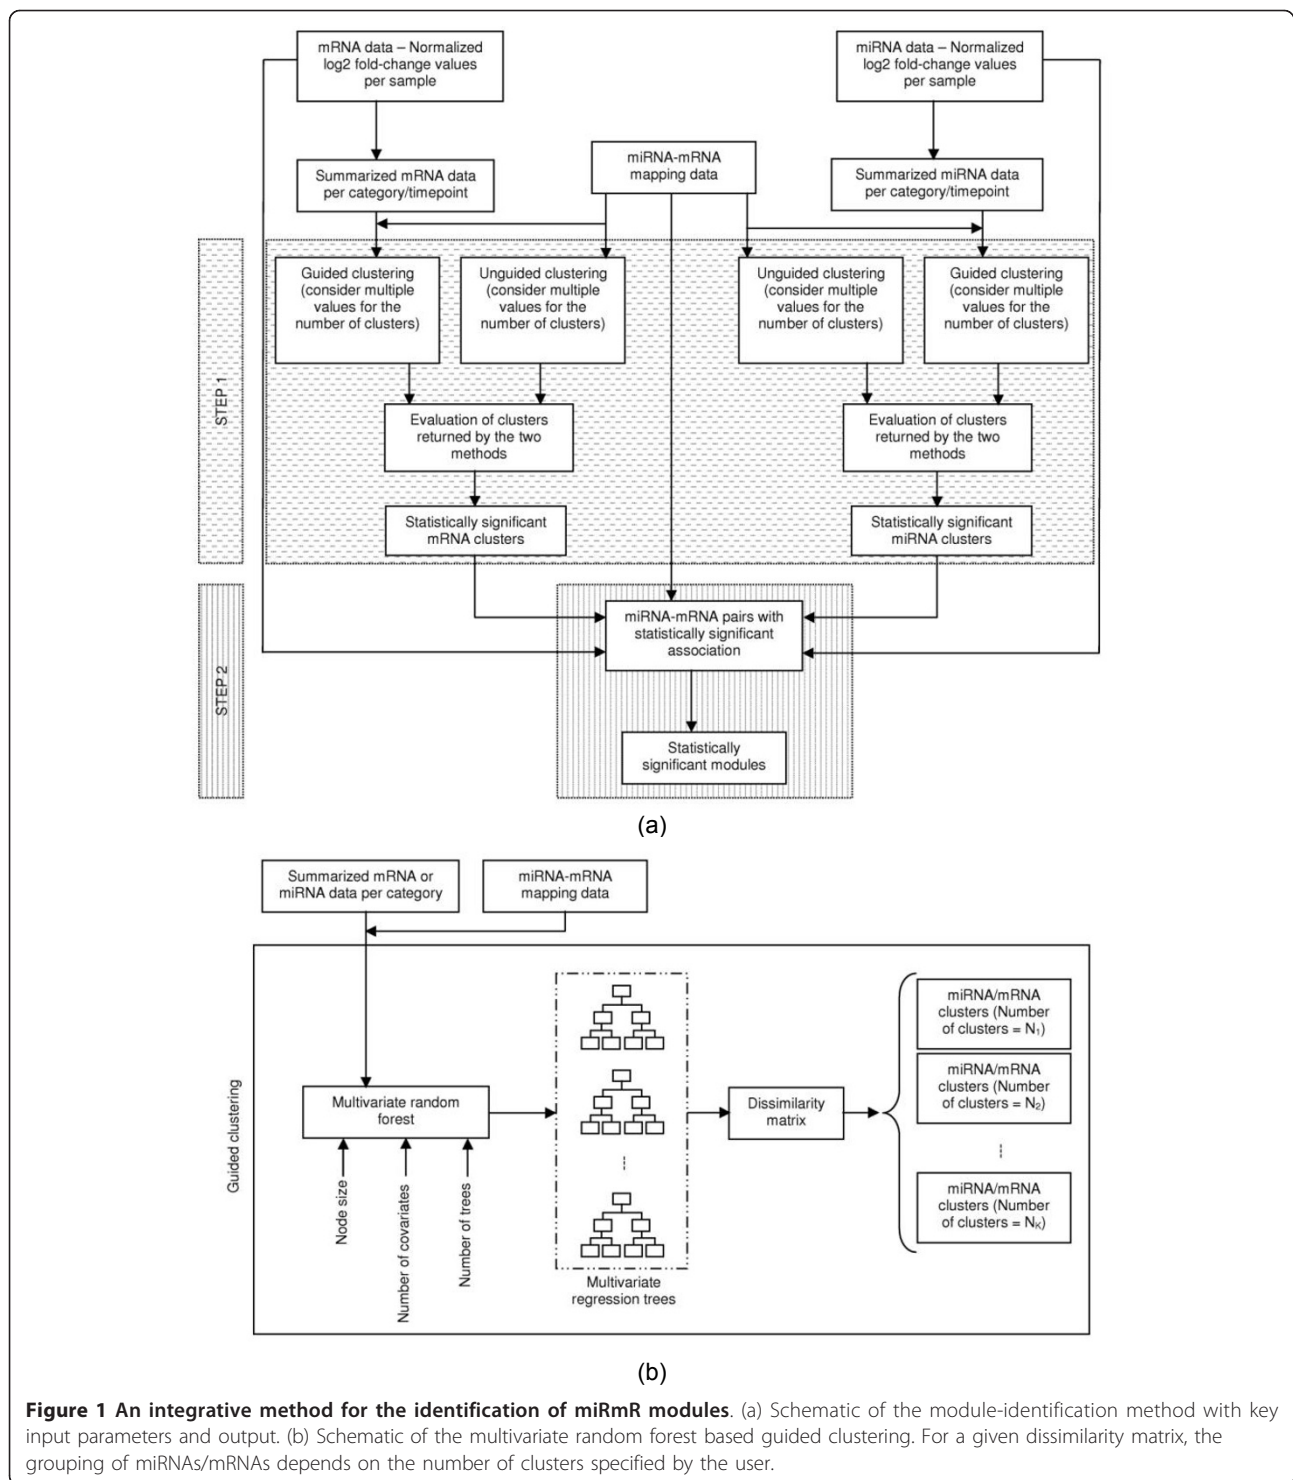 mRNA data – Normalized
log2 fold-change values
per sample
miRNA data – Normalized
log2 fold-change values
per sample
miRNA-mRNA
mapping data
Summarized mRNA data
per category/timepoint
Summarized miRNA data
per category/timepoint
STEP 1
Guided clustering
(consider multiple
values for the
number of clusters)
Unguided clustering
(consider multiple
values for the
number of clusters)
Unguided clustering
(consider multiple
values for the
number of clusters)
Guided clustering
(consider multiple
values for the
number of clusters)
Evaluation of clusters
returned by the two
methods
Evaluation of clusters
returned by the two
methods
Statistically significant
mRNA clusters
Statistically significant
miRNA clusters
STEP 2
miRNA-mRNA pairs with
statistically significant
association
Statistically
significant modules
(a)
Summarized mRNA or
miRNA data per category
miRNA-mRNA
mapping data
Guided clustering
Multivariate random
forest
Node size
Number of covariates
Number of trees
Multivariate
regression trees
Dissimilarity
matrix
miRNA/mRNA
clusters (Number
of clusters = N₁)
miRNA/mRNA
clusters (Number
of clusters = N₂)
miRNA/mRNA
clusters (Number
of clusters = N_K)
(b)
Figure 1 An integrative method for the identification of miRmR modules. (a) Schematic of the module-identification method with key
input parameters and output. (b) Schematic of the multivariate random forest based guided clustering. For a given dissimilarity matrix, the
grouping of miRNAs/mRNAs depends on the number of clusters specified by the user.